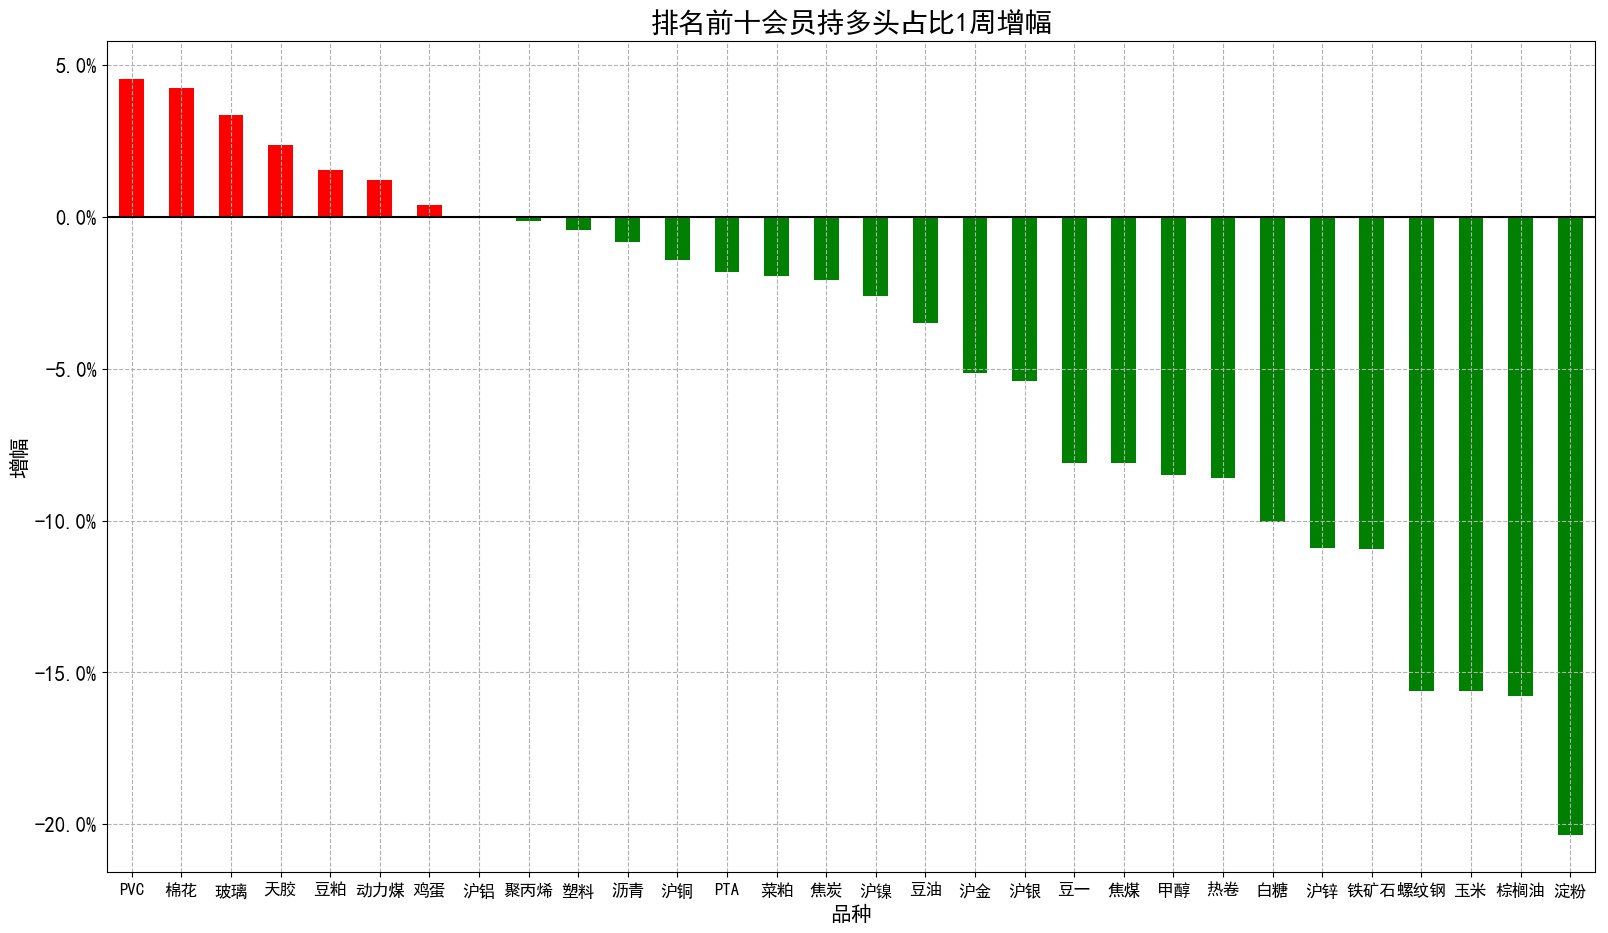 排名前十会员持多头占比1周增幅
5.0%
0.0%
-5.0%
-10.0%
-15.0%
-20.0%
增幅
PVC 棉花 玻璃 天胶 豆粕 动力煤 鸡蛋 沪铝 聚丙烯 塑料 沥青 沪铜 PTA 菜粕 焦炭 沪镍 豆油 沪金 沪银 豆一 焦煤 甲醇 热卷 白糖 沪锌 铁矿石 螺纹钢 玉米 棕榈油 淀粉
品种